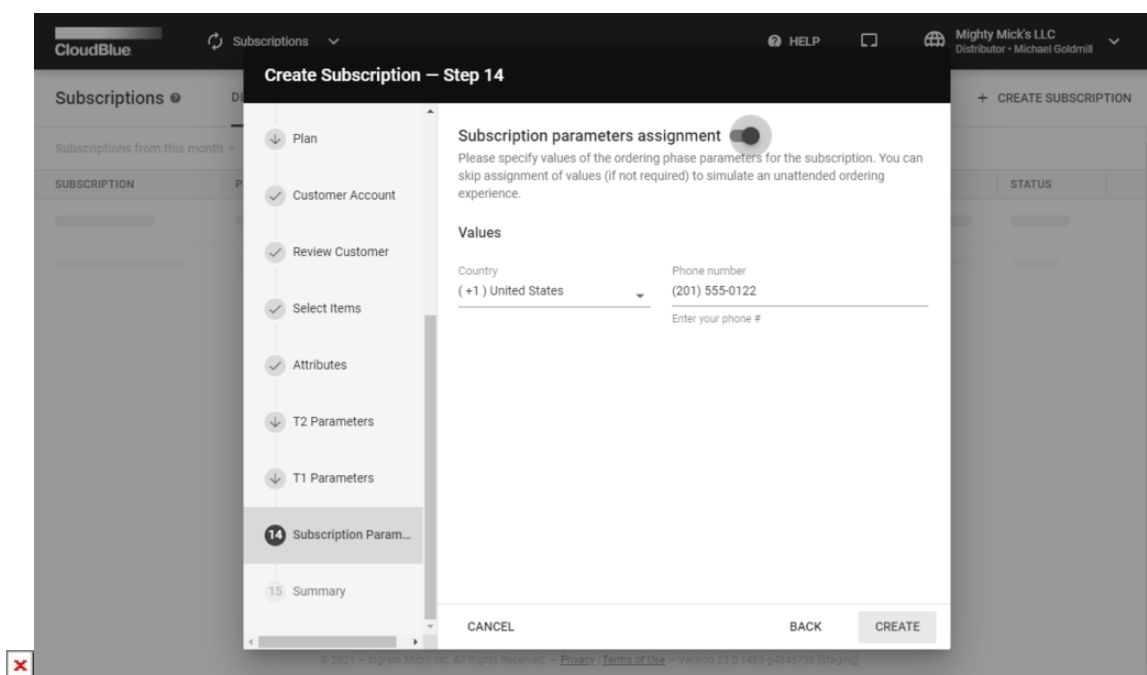 CloudBlue.
Subscriptions
HELP
Mighty Mick's LLC
Distributor • Michael Goldmill
Subscriptions
CREATE SUBSCRIPTION
Subscriptions from this month
SUBSCRIPTION
STATUS
Create Subscription — Step 14
Plan
Customer Account
Review Customer
Select Items
Attributes
T2 Parameters
T1 Parameters
14 Subscription Param...
15 Summary
Subscription parameters assignment
Please specify values of the ordering phase parameters for the subscription. You can
skip assignment of values (if not required) to simulate an unattended ordering
experience.
Values
Country
Phone number
( +1 ) United States
(201) 555-0122
Enter your phone #
CANCEL
BACK
CREATE
© 2021 — Ingram Micro Inc. All Rights Reserved. — Privacy | Terms of Use — Version 23.0.1463-g484d736 [Staging]